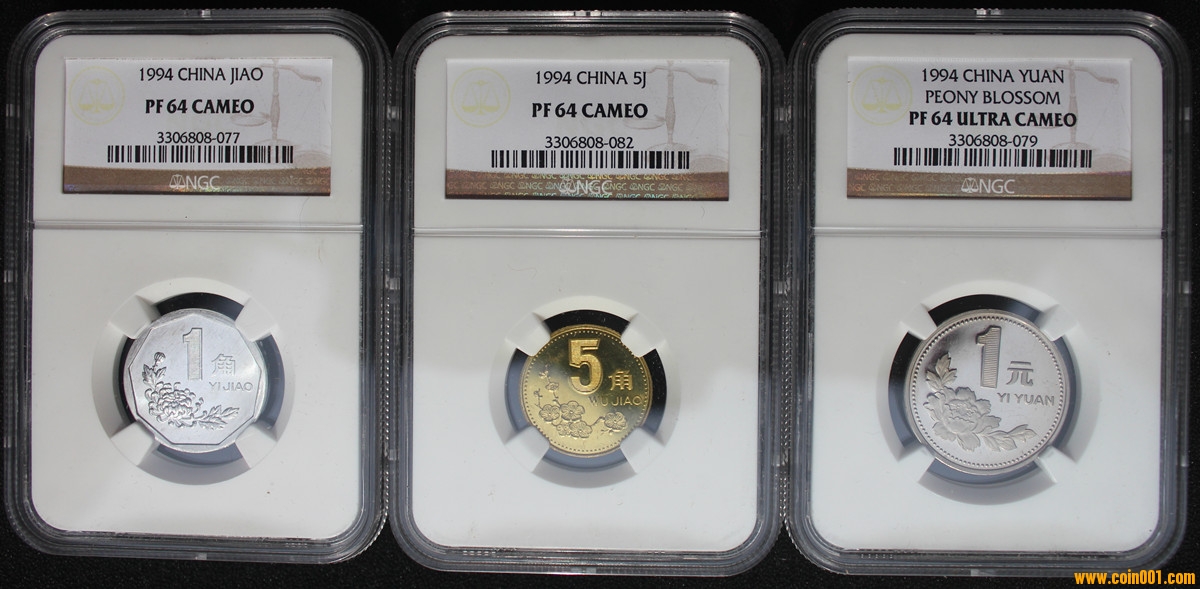 1994 CHINA JIAO
PF 64 CAMEO
3306808-077
NGC
1
角
YI JIAO
1994 CHINA 5J
PF 64 CAMEO
3306808-082
NGC
5
角
WU JIAO
1994 CHINA YUAN
PEONY BLOSSOM
PF 64 ULTRA CAMEO
3306808-079
NGC
1
元
YI YUAN
www.coin001.com